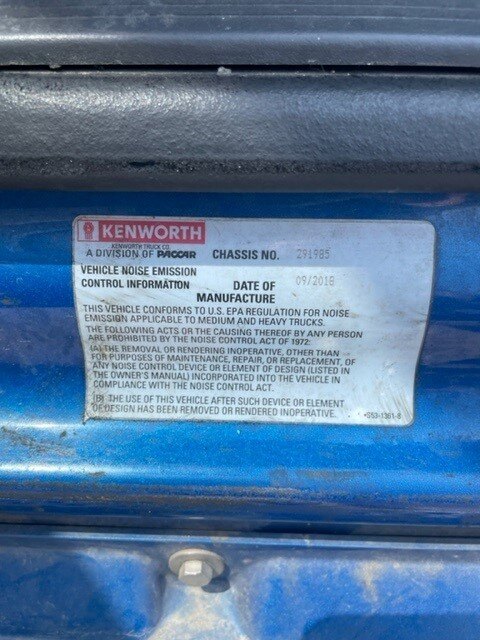 KENWORTH
KENWORTH TRUCK CO.
A DIVISION OF PACCAR CHASSIS NO. 291985
VEHICLE NOISE EMISSION
CONTROL INFORMATION DATE OF MANUFACTURE 09/2018
THIS VEHICLE CONFORMS TO U.S. EPA REGULATION FOR NOISE
EMISSION APPLICABLE TO MEDIUM AND HEAVY TRUCKS.
THE FOLLOWING ACTS OR THE CAUSING THEREOF BY ANY PERSON
ARE PROHIBITED BY THE NOISE CONTROL ACT OF 1972.
(A) THE REMOVAL OR RENDERING INOPERATIVE, OTHER THAN
FOR PURPOSES OF MAINTENANCE, REPAIR, OR REPLACEMENT, OF
ANY NOISE CONTROL DEVICE OR ELEMENT OF DESIGN (LISTED IN
THE OWNER'S MANUAL) INCORPORATED INTO THE VEHICLE IN
COMPLIANCE WITH THE NOISE CONTROL ACT.
(B) THE USE OF THIS VEHICLE AFTER SUCH DEVICE OR ELEMENT
OF DESIGN HAS BEEN REMOVED OR RENDERED INOPERATIVE. *S53-1361-8